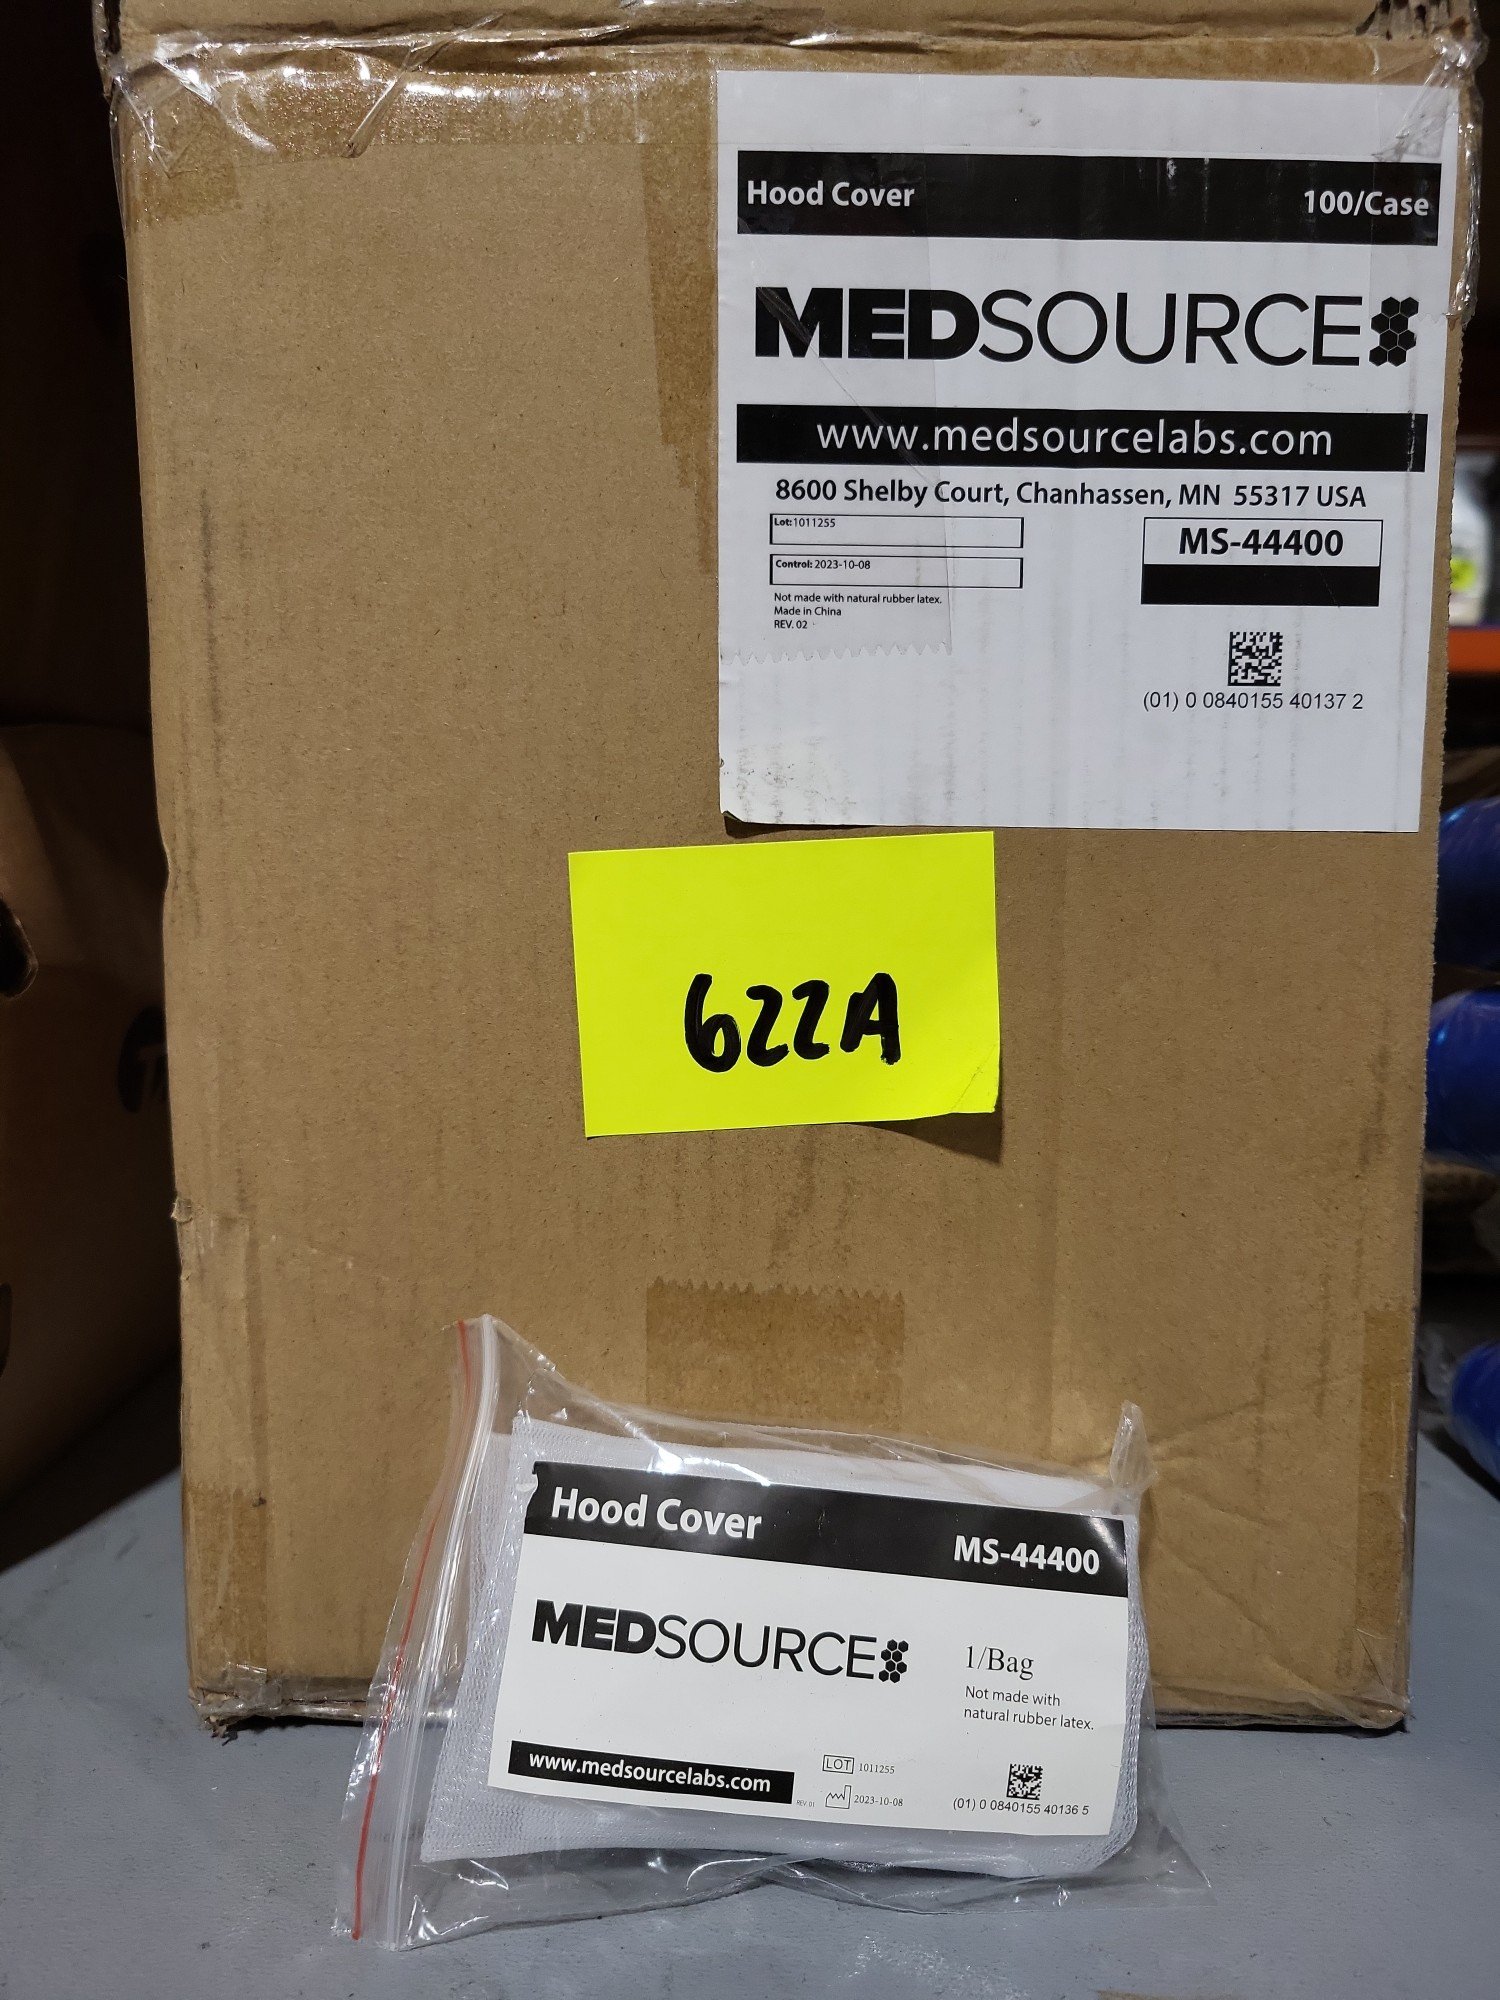 Hood Cover 100/Case
MEDSOURCE
www.medsourcelabs.com
8600 Shelby Court, Chanhassen, MN 55317 USA
Lot: 1011255
MS-44400
Control: 2023-10-08
Not made with natural rubber latex.
Made in China
REV. 02
(01) 0 0840155 40137 2
622A
Hood Cover MS-44400
MEDSOURCE
1/Bag
Not made with
natural rubber latex.
www.medsourcelabs.com
REV. 01
LOT 1011255
2023-10-08
(01) 0 0840155 40136 5